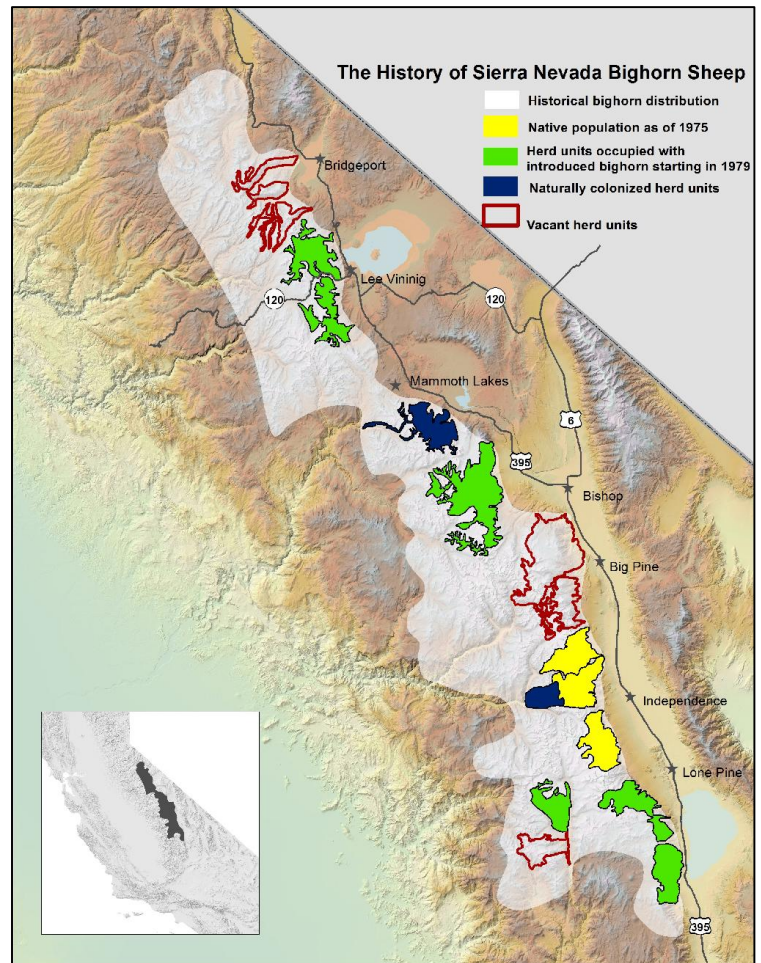 The History of Sierra Nevada Bighorn Sheep
Historical bighorn distribution
Native population as of 1975
Herd units occupied with
introduced bighorn starting in 1979
Naturally colonized herd units
Vacant herd units
Bridgeport
Lee Vininig
120
120
Mammoth Lakes
6
395
Bishop
Big Pine
Independence
Lone Pine
395